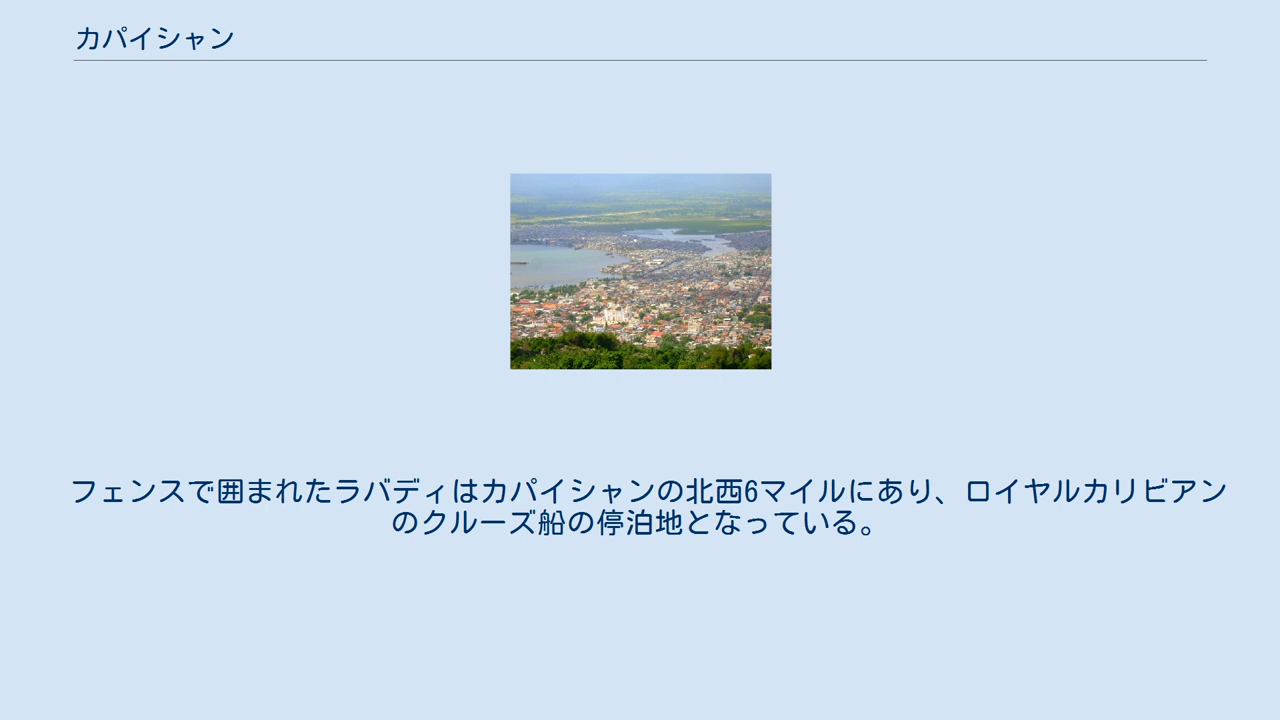 カパイシャン
フェンスで囲まれたラバディはカパイシャンの北西6マイルにあり、ロイヤルカリビアン
のクルーズ船の停泊地となっている。